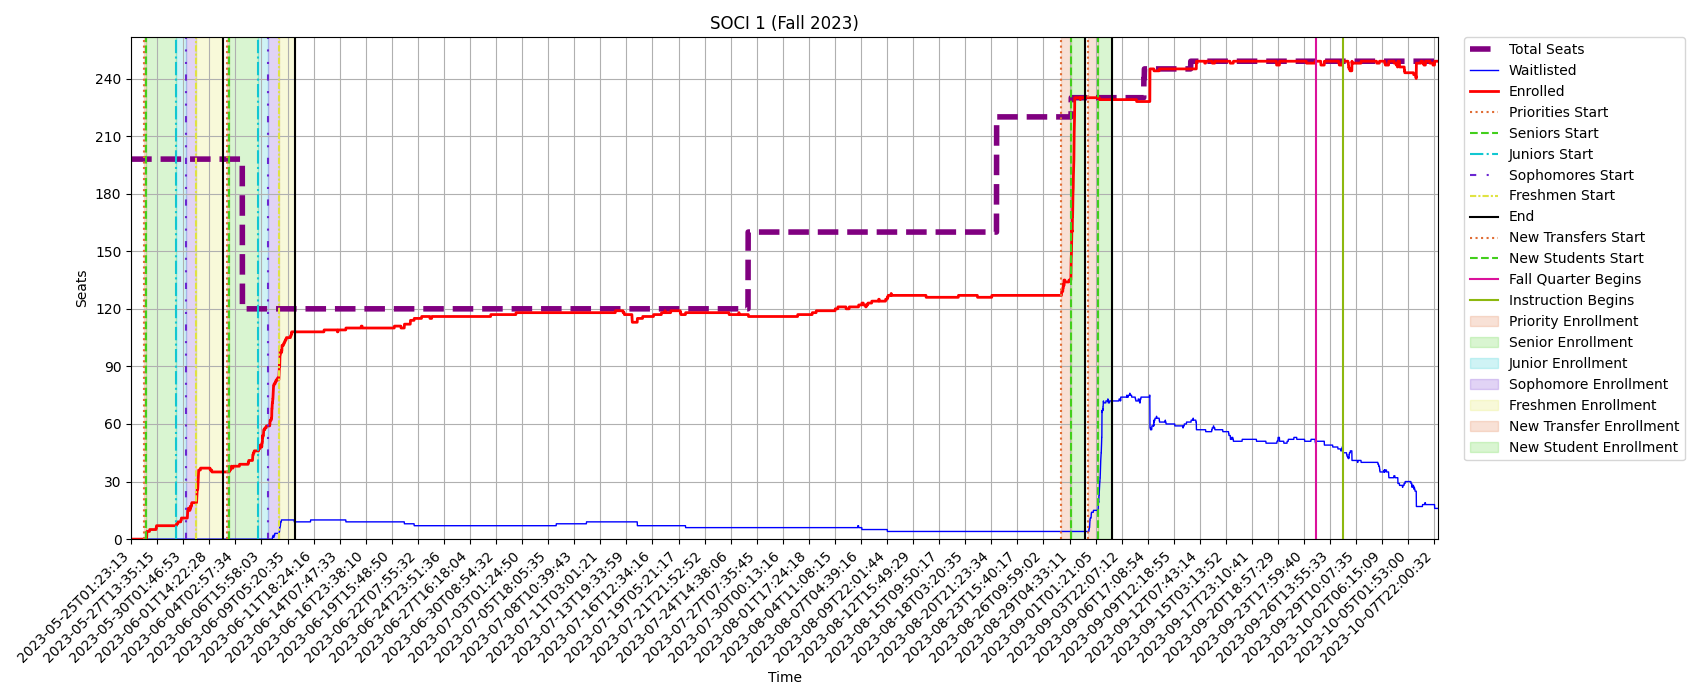 SOCI 1 (Fall 2023)
Seats
240
210
180
150
120
90
60
30
0
2023-05-25T01:23:13
2023-05-27T13:35:15
2023-05-30T01:46:53
2023-06-01T14:22:28
2023-06-04T02:57:34
2023-06-06T15:58:03
2023-06-09T05:20:35
2023-06-11T18:24:16
2023-06-14T07:47:33
2023-06-16T23:38:10
2023-06-19T15:48:50
2023-06-22T07:55:32
2023-06-24T23:51:36
2023-06-27T16:18:04
2023-06-30T08:54:32
2023-07-03T01:24:50
2023-07-05T18:05:35
2023-07-08T10:39:43
2023-07-11T03:01:21
2023-07-13T19:33:59
2023-07-16T12:34:16
2023-07-19T05:21:17
2023-07-21T21:52:52
2023-07-24T14:38:06
2023-07-27T07:35:45
2023-07-30T00:13:16
2023-08-01T17:24:18
2023-08-04T11:08:15
2023-08-07T04:39:16
2023-08-09T22:01:44
2023-08-12T15:49:29
2023-08-15T09:50:17
2023-08-18T03:20:35
2023-08-20T21:23:34
2023-08-23T15:40:17
2023-08-26T09:59:02
2023-08-29T04:33:11
2023-09-01T01:21:05
2023-09-03T22:07:12
2023-09-06T17:08:54
2023-09-09T12:18:55
2023-09-12T07:43:14
2023-09-15T03:13:52
2023-09-17T23:10:41
2023-09-20T18:57:29
2023-09-23T17:59:40
2023-09-26T13:55:33
2023-09-29T10:07:35
2023-10-02T06:15:09
2023-10-05T01:53:00
2023-10-07T22:00:32
Time
Total Seats
Waitlisted
Enrolled
Priorities Start
Seniors Start
Juniors Start
Sophomores Start
Freshmen Start
End
New Transfers Start
New Students Start
Fall Quarter Begins
Instruction Begins
Priority Enrollment
Senior Enrollment
Junior Enrollment
Sophomore Enrollment
Freshmen Enrollment
New Transfer Enrollment
New Student Enrollment